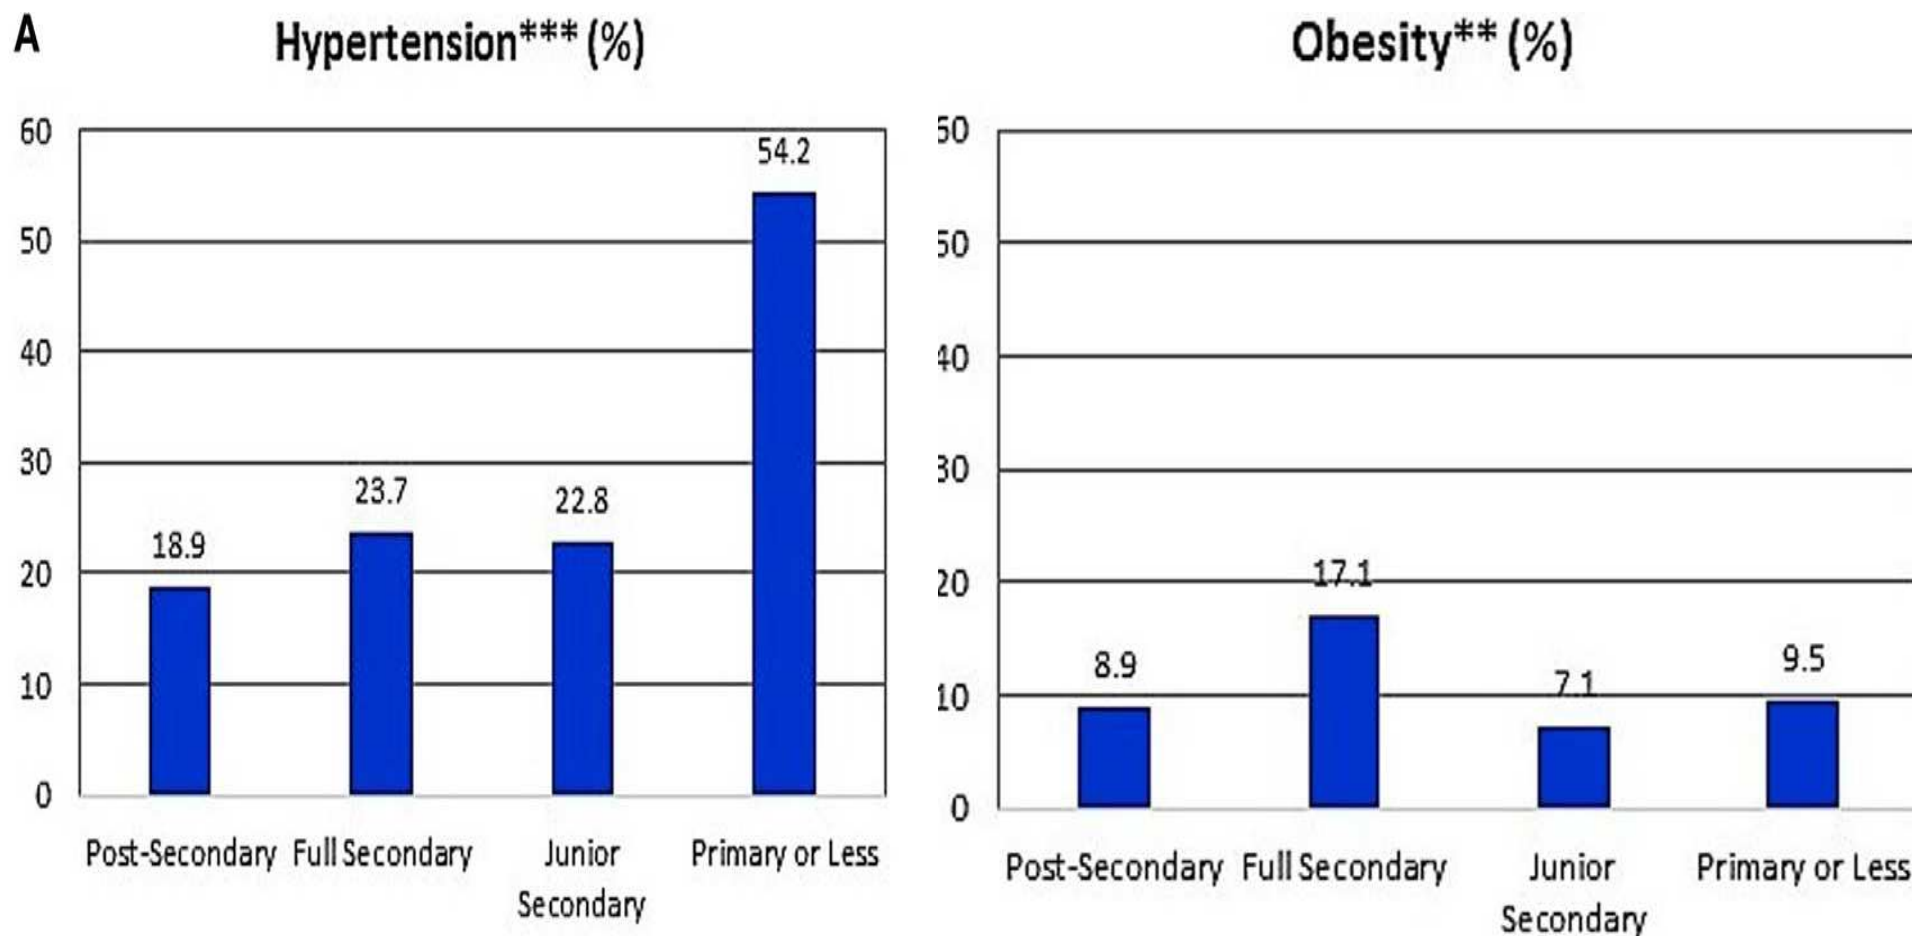 A
Hypertension*** (%)
60
50
40
30
20
10
0
18.9
23.7
22.8
54.2
Post-Secondary
Full Secondary
Junior
Secondary
Primary or Less
Obesity** (%)
60
50
40
30
20
10
0
8.9
17.1
7.1
9.5
Post-Secondary
Full Secondary
Junior
Secondary
Primary or Less